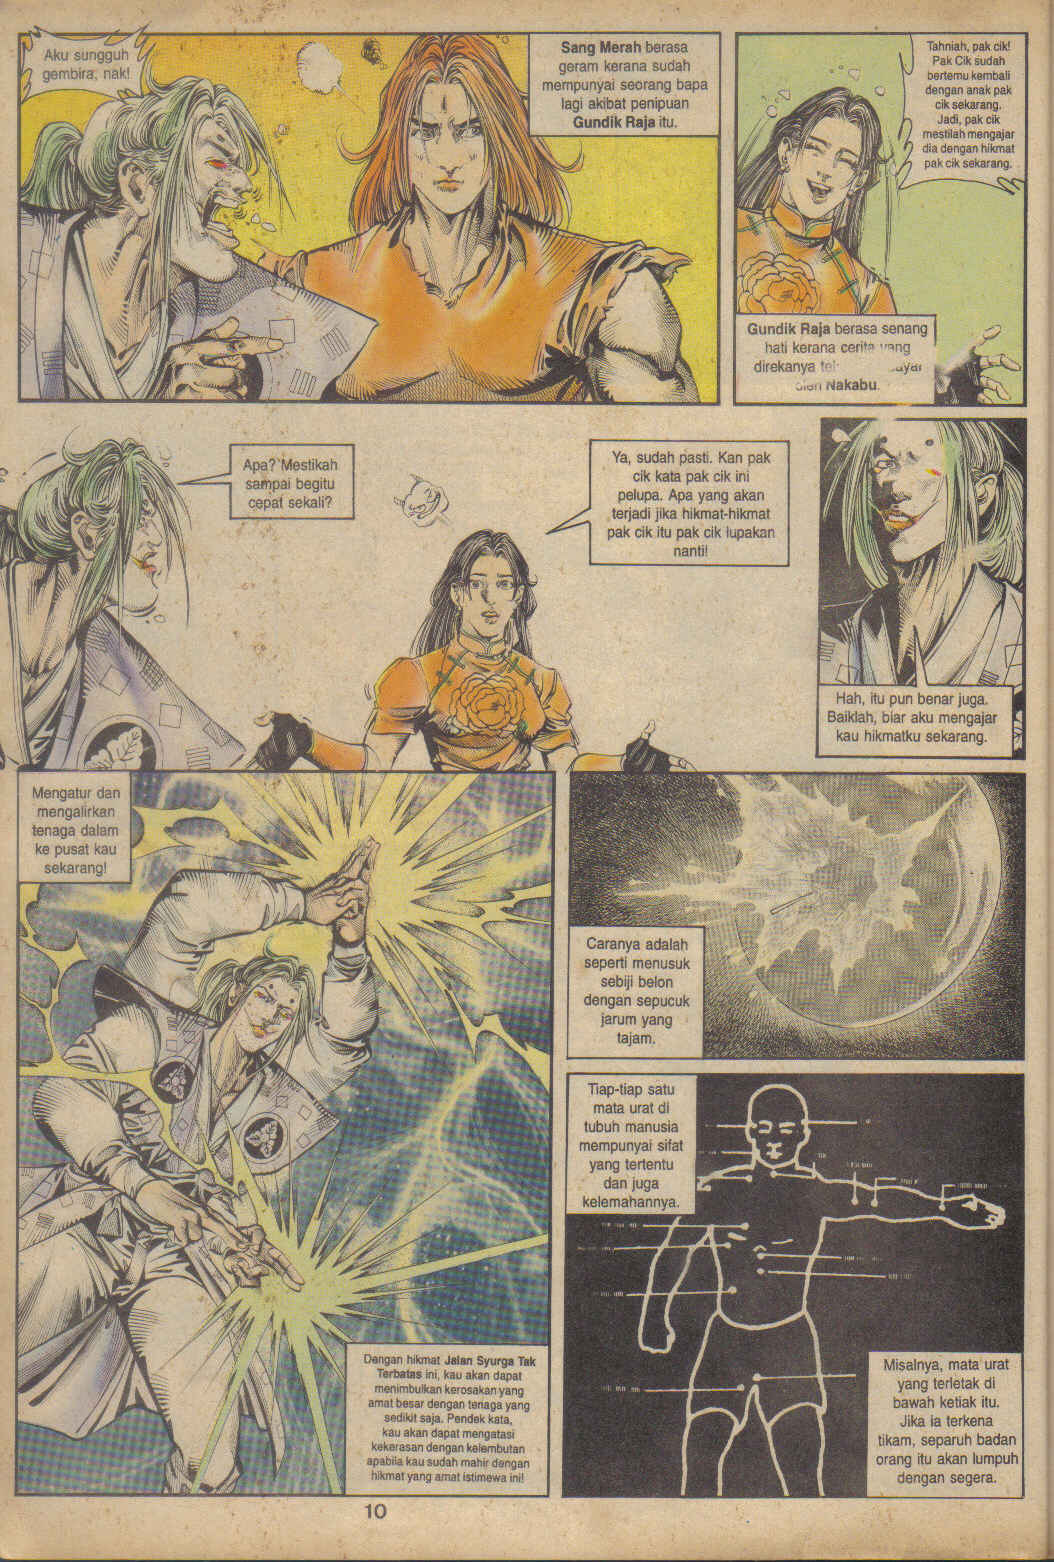 Aku sungguh
gembira, nak!
Sang Merah berasa
geram kerana sudah
mempunyai seorang bapa
lagi akibat penipuan
Gundik Raja itu.
Tahniah, pak cik!
Pak Cik sudah
bertemu kembali
dengan anak pak
cik sekarang.
Jadi, pak cik
mestilah mengajar
dia dengan hikmat
pak cik sekarang.
Gundik Raja berasa senang
hati kerana cerita yang
direkanya
oleh Nakabu.
Apa? Mestikah
sampai begitu
cepat sekali?
Ya, sudah pasti. Kan pak
cik kata pak cik ini
pelupa. Apa yang akan
terjadi jika hikmat-hikmat
pak cik itu pak cik lupakan
nanti!
Hah, itu pun benar juga.
Baiklah, biar aku mengajar
kau hikmatku sekarang.
Mengatur dan
mengalirkan
tenaga dalam
ke pusat kau
sekarang!
Caranya adalah
seperti menusuk
sebiji belon
dengan sepucuk
jarum yang
tajam.
Tiap-tiap satu
mata urat di
tubuh manusia
mempunyai sifat
yang tertentu
dan juga
kelemahannya.
Dengan hikmat Jalan Syurga Tak
Terbatas ini, kau akan dapat
menimbulkan kerosakan yang
amat besar dengan tenaga yang
sedikit saja. Pendek kata,
kau akan dapat mengatasi
kekerasan dengan kelembutan
apabila kau sudah mahir dengan
hikmat yang amat istimewa ini!
Misalnya, mata urat
yang terletak di
bawah ketiak itu.
Jika ia terkena
tikam, separuh badan
orang itu akan lumpuh
dengan segera.
10